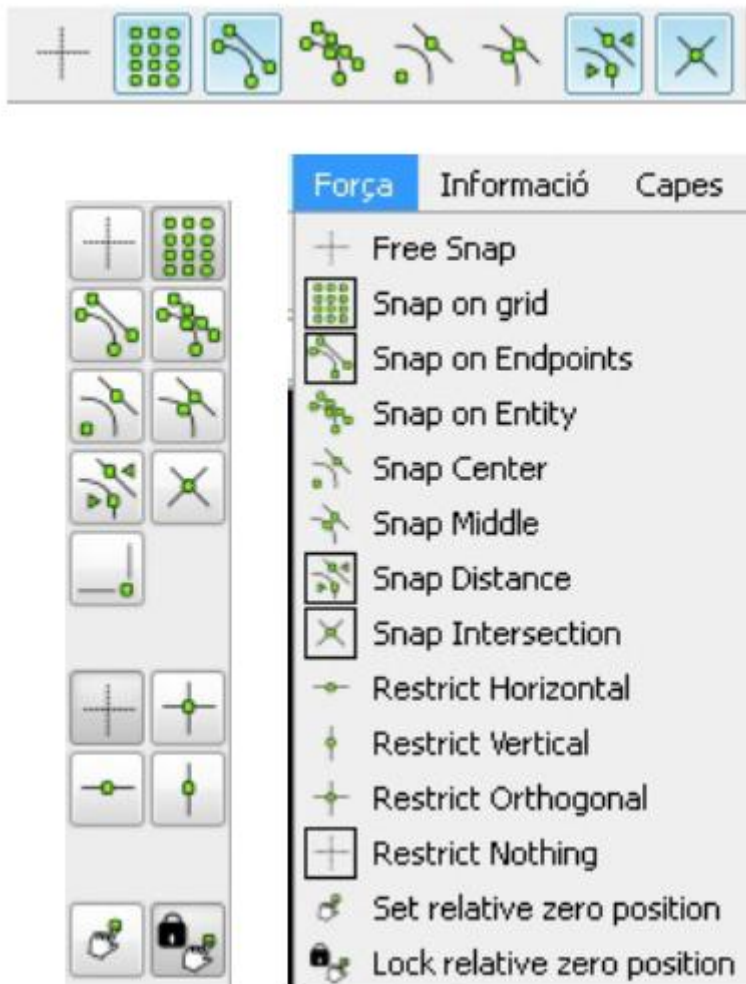 Força Informació Capes
Free Snap
Snap on grid
Snap on Endpoints
Snap on Entity
Snap Center
Snap Middle
Snap Distance
Snap Intersection
Restrict Horizontal
Restrict Vertical
Restrict Orthogonal
Restrict Nothing
Set relative zero position
Lock relative zero position